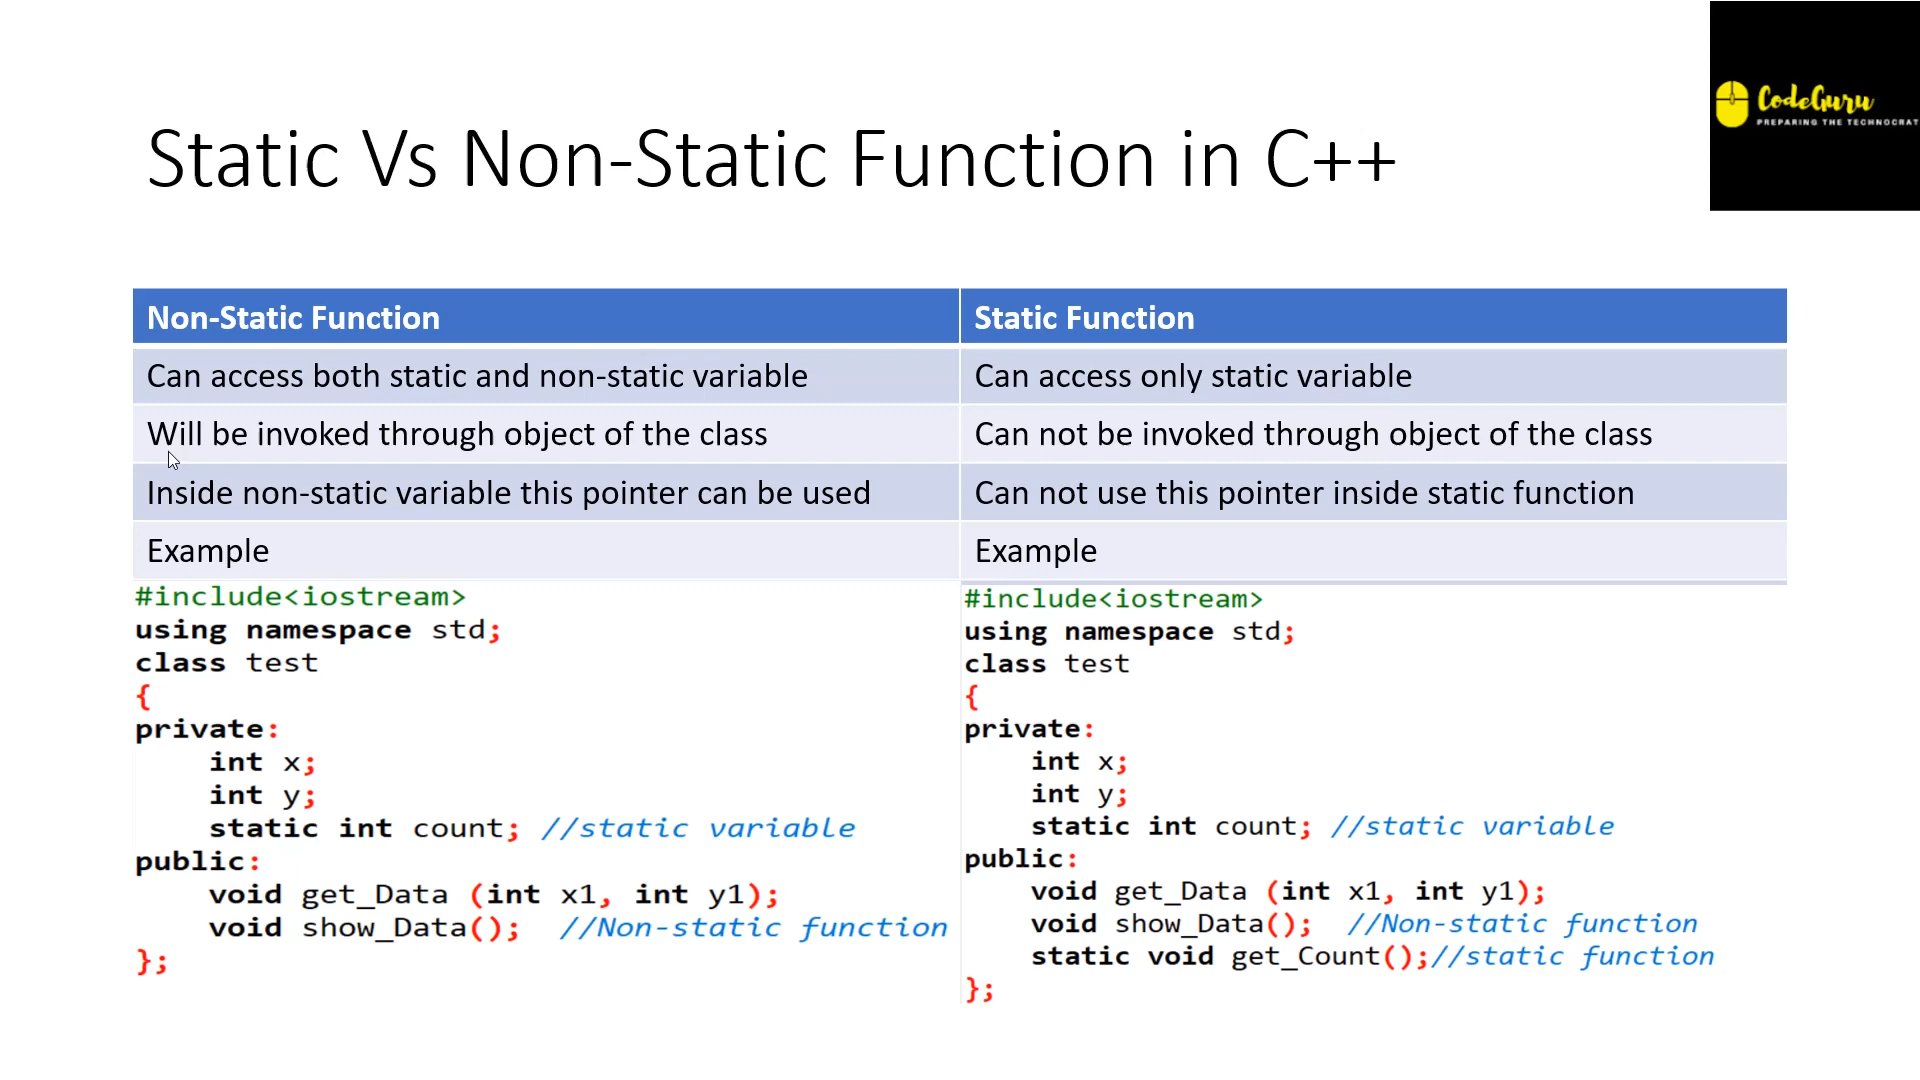 CodeGuru
PREPARING THE TECHNOCRAT
Static Vs Non-Static Function in C++
Non-Static Function
Static Function
Can access both static and non-static variable
Can access only static variable
Will be invoked through object of the class
Can not be invoked through object of the class
Inside non-static variable this pointer can be used
Can not use this pointer inside static function
Example
Example
#include<iostream>
using namespace std;
class test
{
private:
    int x;
    int y;
    static int count; //static variable
public:
    void get_Data (int x1, int y1);
    void show_Data();  //Non-static function
};
#include<iostream>
using namespace std;
class test
{
private:
    int x;
    int y;
    static int count; //static variable
public:
    void get_Data (int x1, int y1);
    void show_Data();  //Non-static function
    static void get_Count();//static function
};